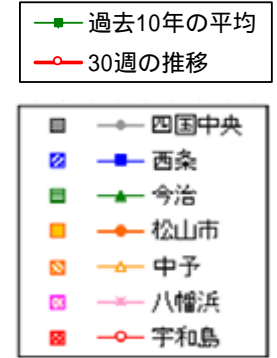 過去10年の平均
30週の推移
四国中央
西条
今治
松山市
中予
八幡浜
宇和島